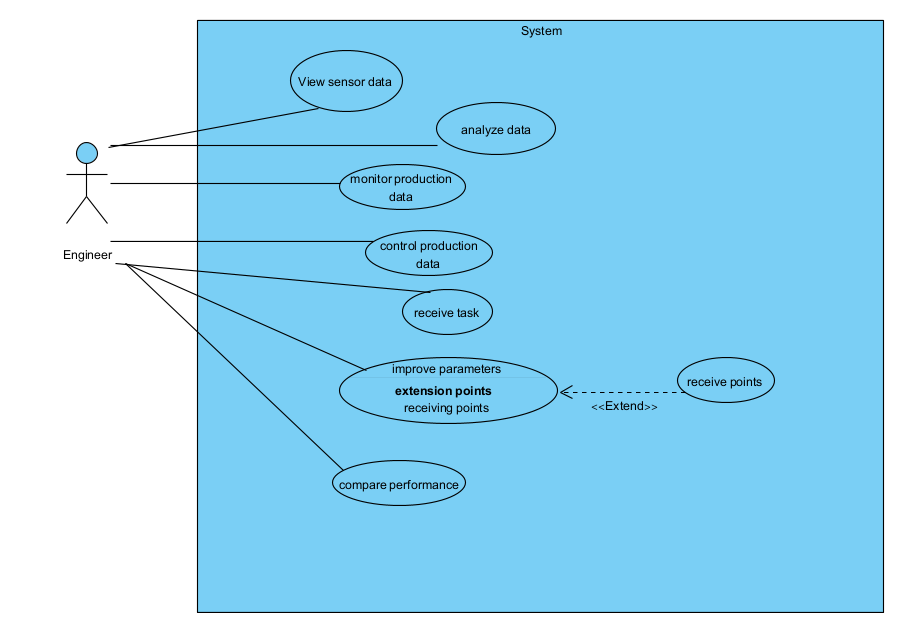 System
View sensor data
analyze data
monitor production
data
control production
data
Engineer
receive task
improve parameters
extension points
receiving points
receive points
<<Extend>>
compare performance